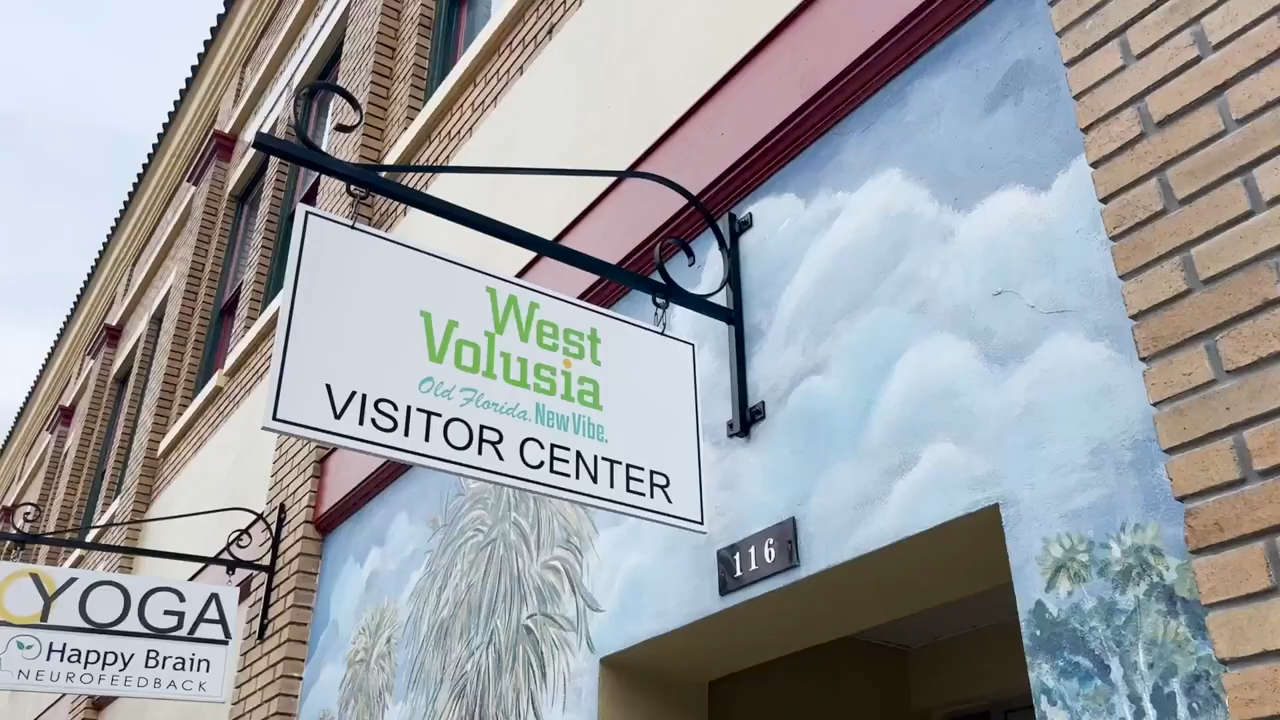 West
Volusia
Old Florida. New Vibe.
VISITOR CENTER
116
YOGA
Happy Brain
NEUROFEEDBACK